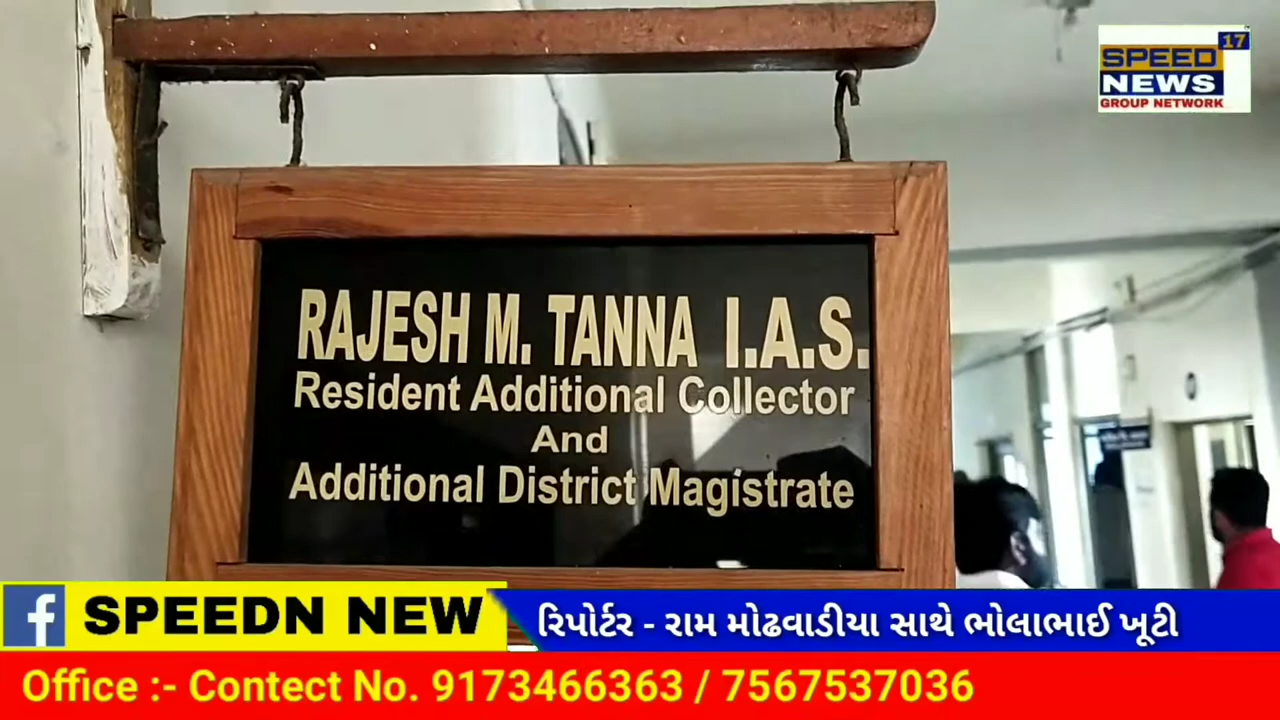 SPEED 17
NEWS
GROUP NETWORK
RAJESH M. TANNA I.A.S.
Resident Additional Collector
And
Additional District Magistrate
f SPEEDN NEW
રિપોર્ટર - રામ મોઢવાડીયા સાથે ભોલાભાઈ ખૂટી
Office :- Contect No. 9173466363 / 7567537036